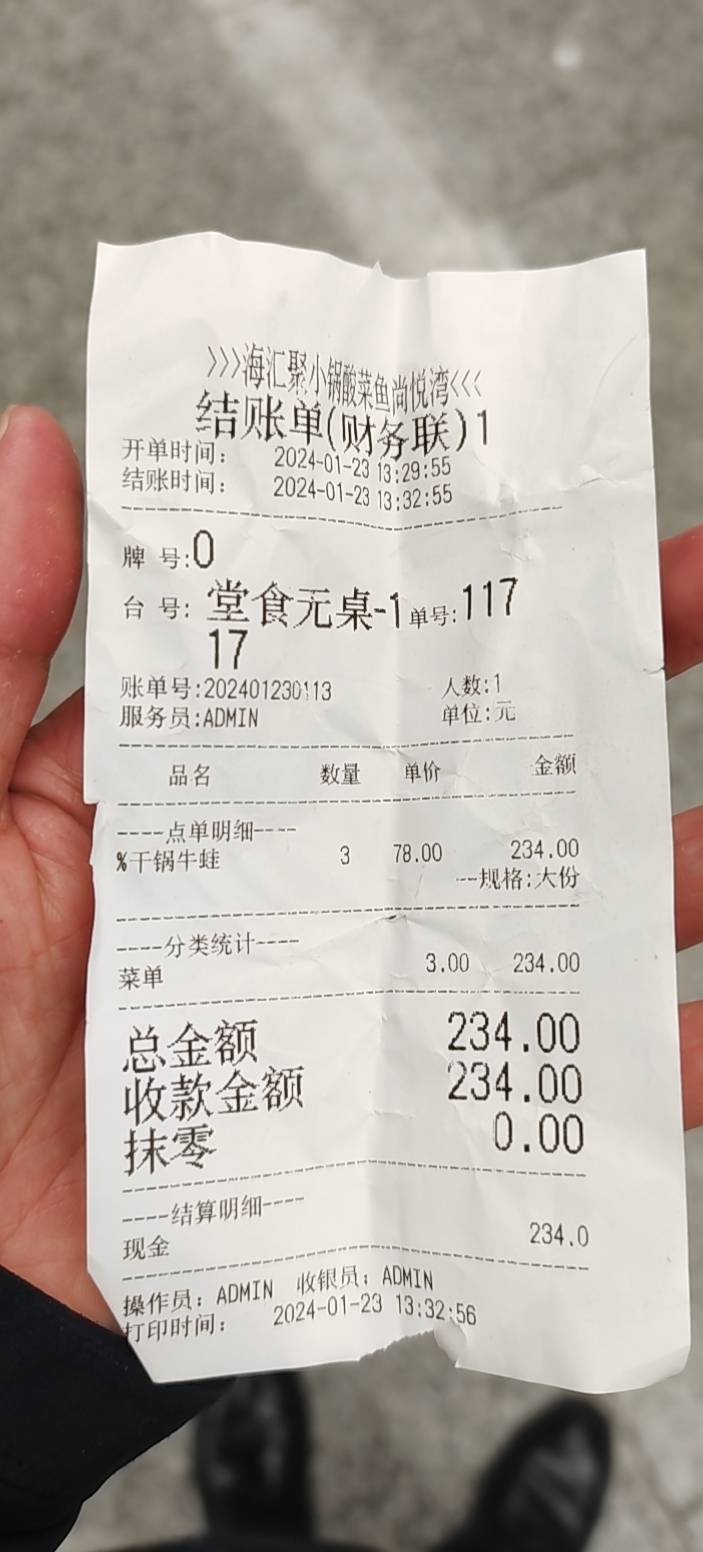 >>>海汇聚小锅酸菜鱼尚悦湾<<<
结账单(财务联)1
开单时间: 2024-01-23 13:29:55
结账时间: 2024-01-23 13:32:55
牌 号:0
台 号: 堂食元桌-1 单号:117
17
账单号:202401230113 人数:1
服务员:ADMIN 单位:元
品名 数量 单价 金额
----点单明细----
%干锅牛蛙 3 78.00 234.00
--规格:大份
----分类统计----
菜单 3.00 234.00
总金额 234.00
收款金额 234.00
抹零 0.00
----结算明细----
现金 234.0
操作员: ADMIN 收银员: ADMIN
打印时间: 2024-01-23 13:32:56